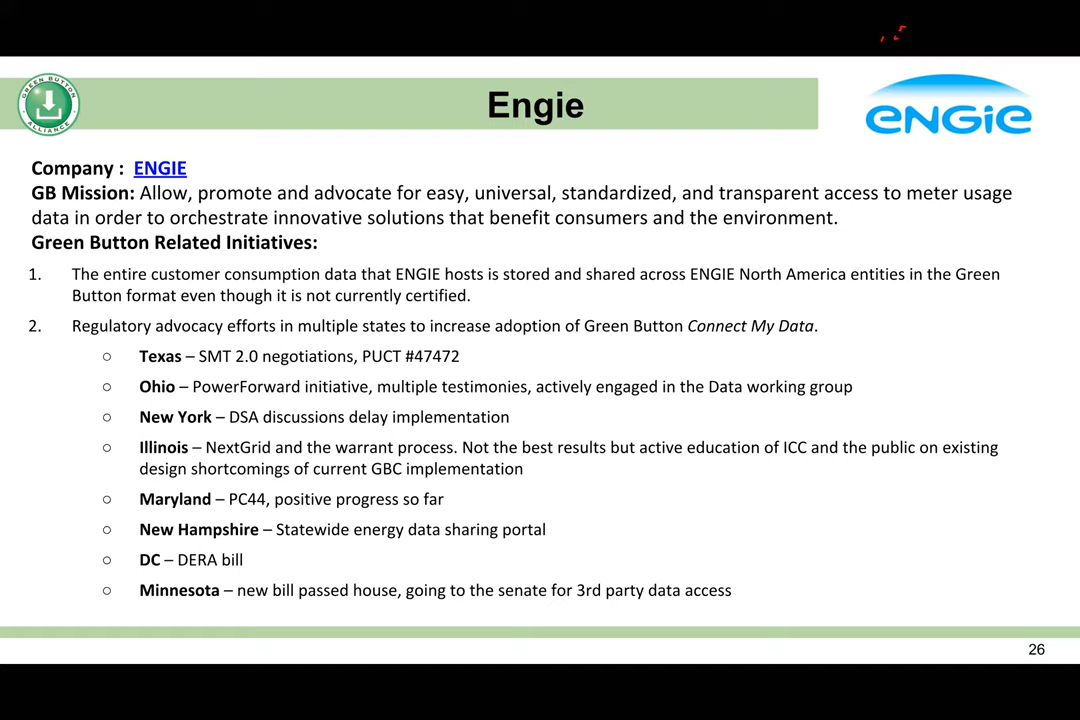 GREEN BUTTON
ALLIANCE
Engie
ENGIE
Company : ENGIE
GB Mission: Allow, promote and advocate for easy, universal, standardized, and transparent access to meter usage
data in order to orchestrate innovative solutions that benefit consumers and the environment.
Green Button Related Initiatives:
1. The entire customer consumption data that ENGIE hosts is stored and shared across ENGIE North America entities in the Green
Button format even though it is not currently certified.
2. Regulatory advocacy efforts in multiple states to increase adoption of Green Button Connect My Data.
○ Texas – SMT 2.0 negotiations, PUCT #47472
○ Ohio – PowerForward initiative, multiple testimonies, actively engaged in the Data working group
○ New York – DSA discussions delay implementation
○ Illinois – NextGrid and the warrant process. Not the best results but active education of ICC and the public on existing
design shortcomings of current GBC implementation
○ Maryland – PC44, positive progress so far
○ New Hampshire – Statewide energy data sharing portal
○ DC – DERA bill
○ Minnesota – new bill passed house, going to the senate for 3rd party data access
26